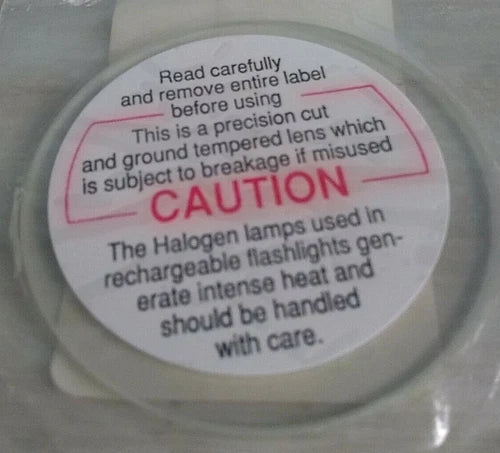 Read carefully
and remove entire label
before using
This is a precision cut
and ground tempered lens which
is subject to breakage if misused
CAUTION
The Halogen lamps used in
rechargeable flashlights gen-
erate intense heat and
should be handled
with care.